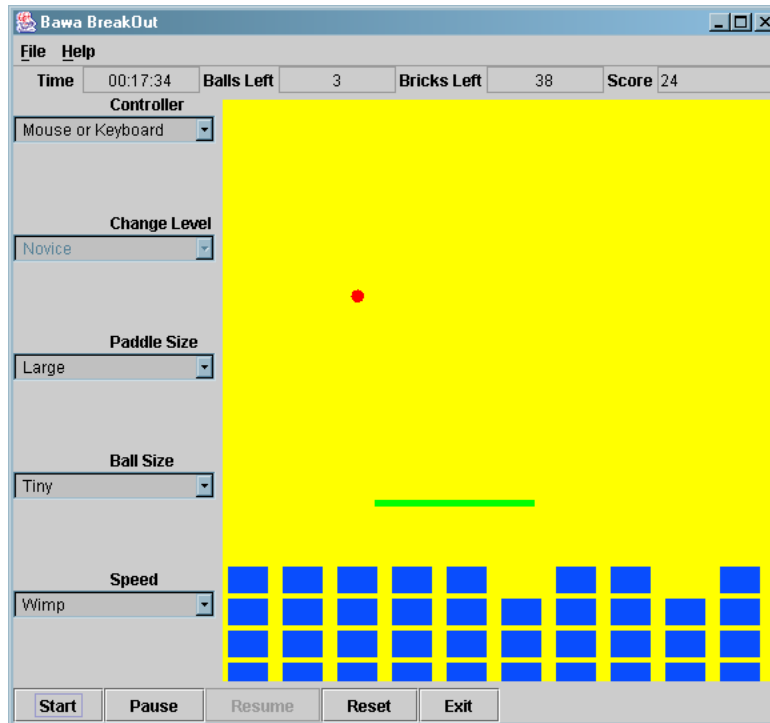 Bawa BreakOut
File Help
Time 00:17:34 Balls Left 3 Bricks Left 38 Score 24
Controller
Mouse or Keyboard
Change Level
Novice
Paddle Size
Large
Ball Size
Tiny
Speed
Wimp
Start Pause Resume Reset Exit